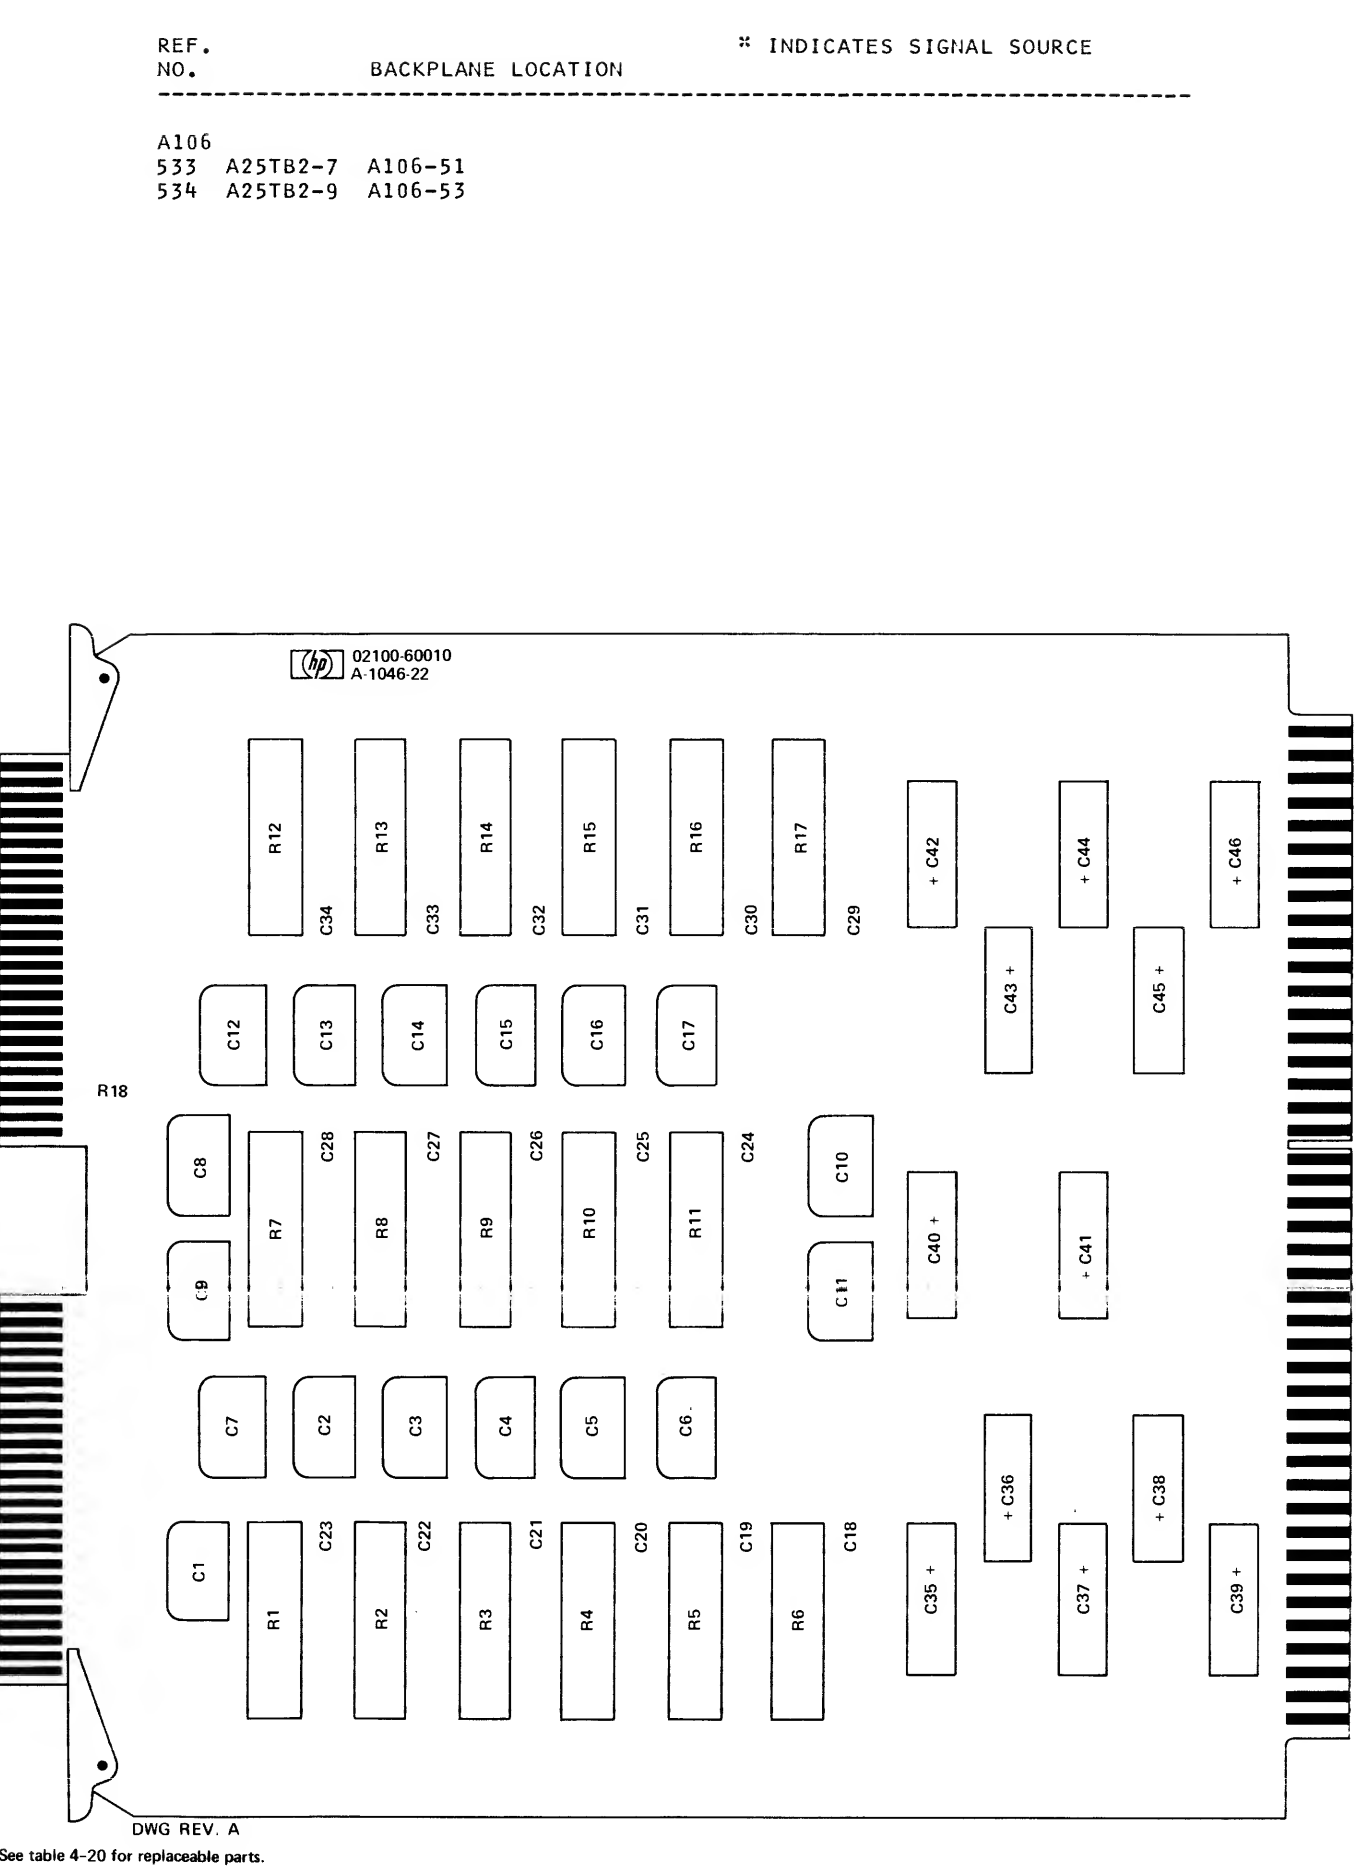 REF. * INDICATES SIGNAL SOURCE
NO. BACKPLANE LOCATION
A106
533 A25TB2-7 A106-51
534 A25TB2-9 A106-53
hp 02100-60010
A-1046-22
R12 R13 R14 R15 R16 R17 + C42 + C44 + C46
C34 C33 C32 C31 C30 C29
C43 + C45 +
C12 C13 C14 C15 C16 C17
R18
C28 C27 C26 C25 C24
C8 C10
R7 R8 R9 R10 R11 C40 + + C41
C9 C11
C7 C2 C3 C4 C5 C6
+ C36 + C38
C23 C22 C21 C20 C19 C18
C1 C35 + C37 + C39 +
R1 R2 R3 R4 R5 R6
DWG REV. A
See table 4-20 for replaceable parts.